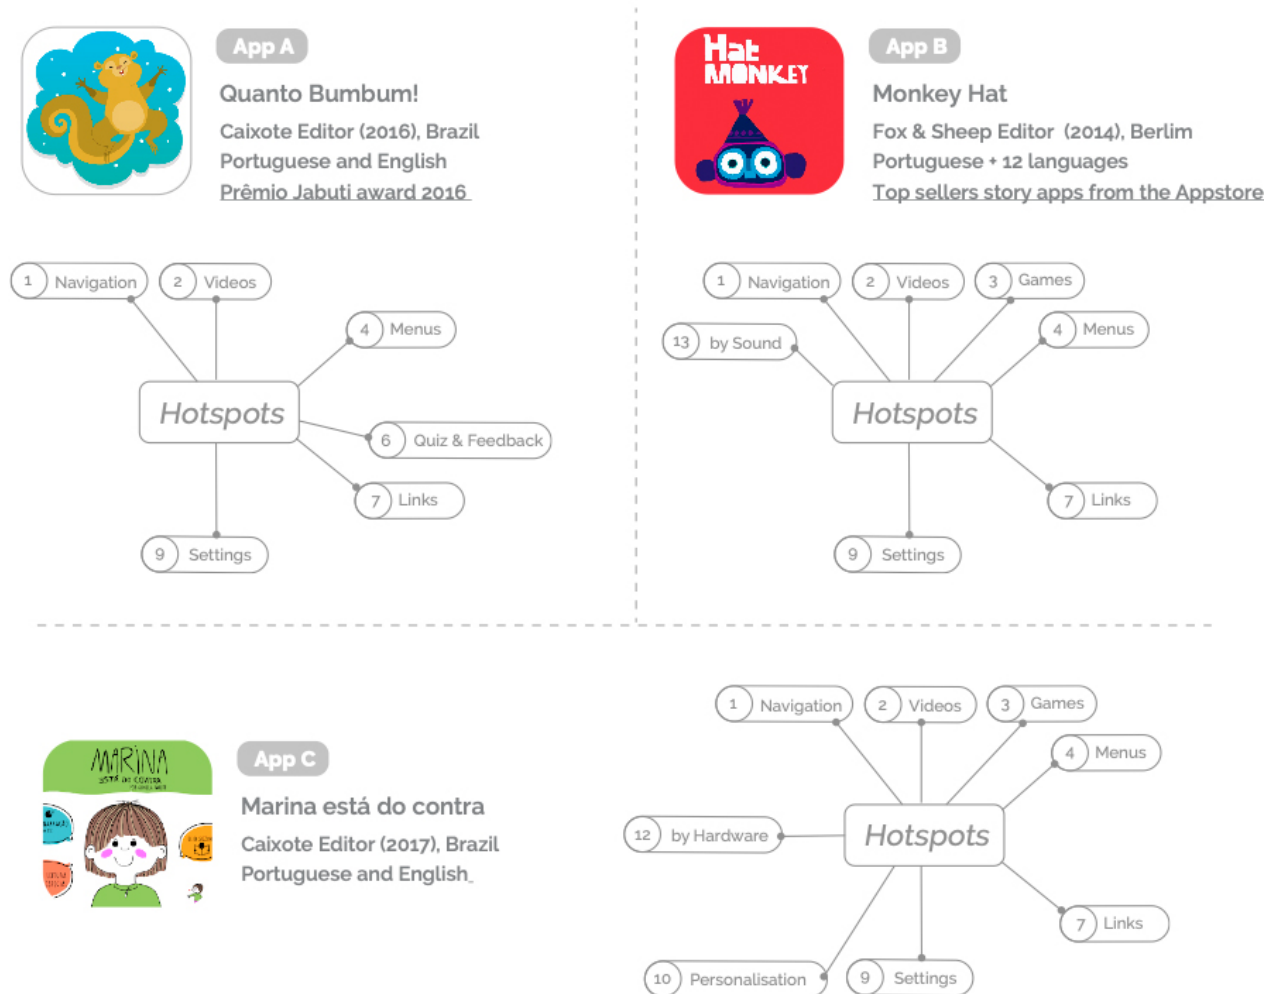 App A
Quanto Bumbum!
Caixote Editor (2016), Brazil
Portuguese and English
Prêmio Jabuti award 2016
1 Navigation
2 Videos
4 Menus
Hotspots
6 Quiz & Feedback
7 Links
9 Settings
Hat
MONKEY
App B
Monkey Hat
Fox & Sheep Editor (2014), Berlim
Portuguese + 12 languages
Top sellers story apps from the Appstore
1 Navigation
2 Videos
3 Games
4 Menus
13 by Sound
Hotspots
7 Links
9 Settings
MARINA
ESTÁ DO CONTRA
App C
Marina está do contra
Caixote Editor (2017), Brazil
Portuguese and English
1 Navigation
2 Videos
3 Games
4 Menus
12 by Hardware
Hotspots
7 Links
10 Personalisation
9 Settings